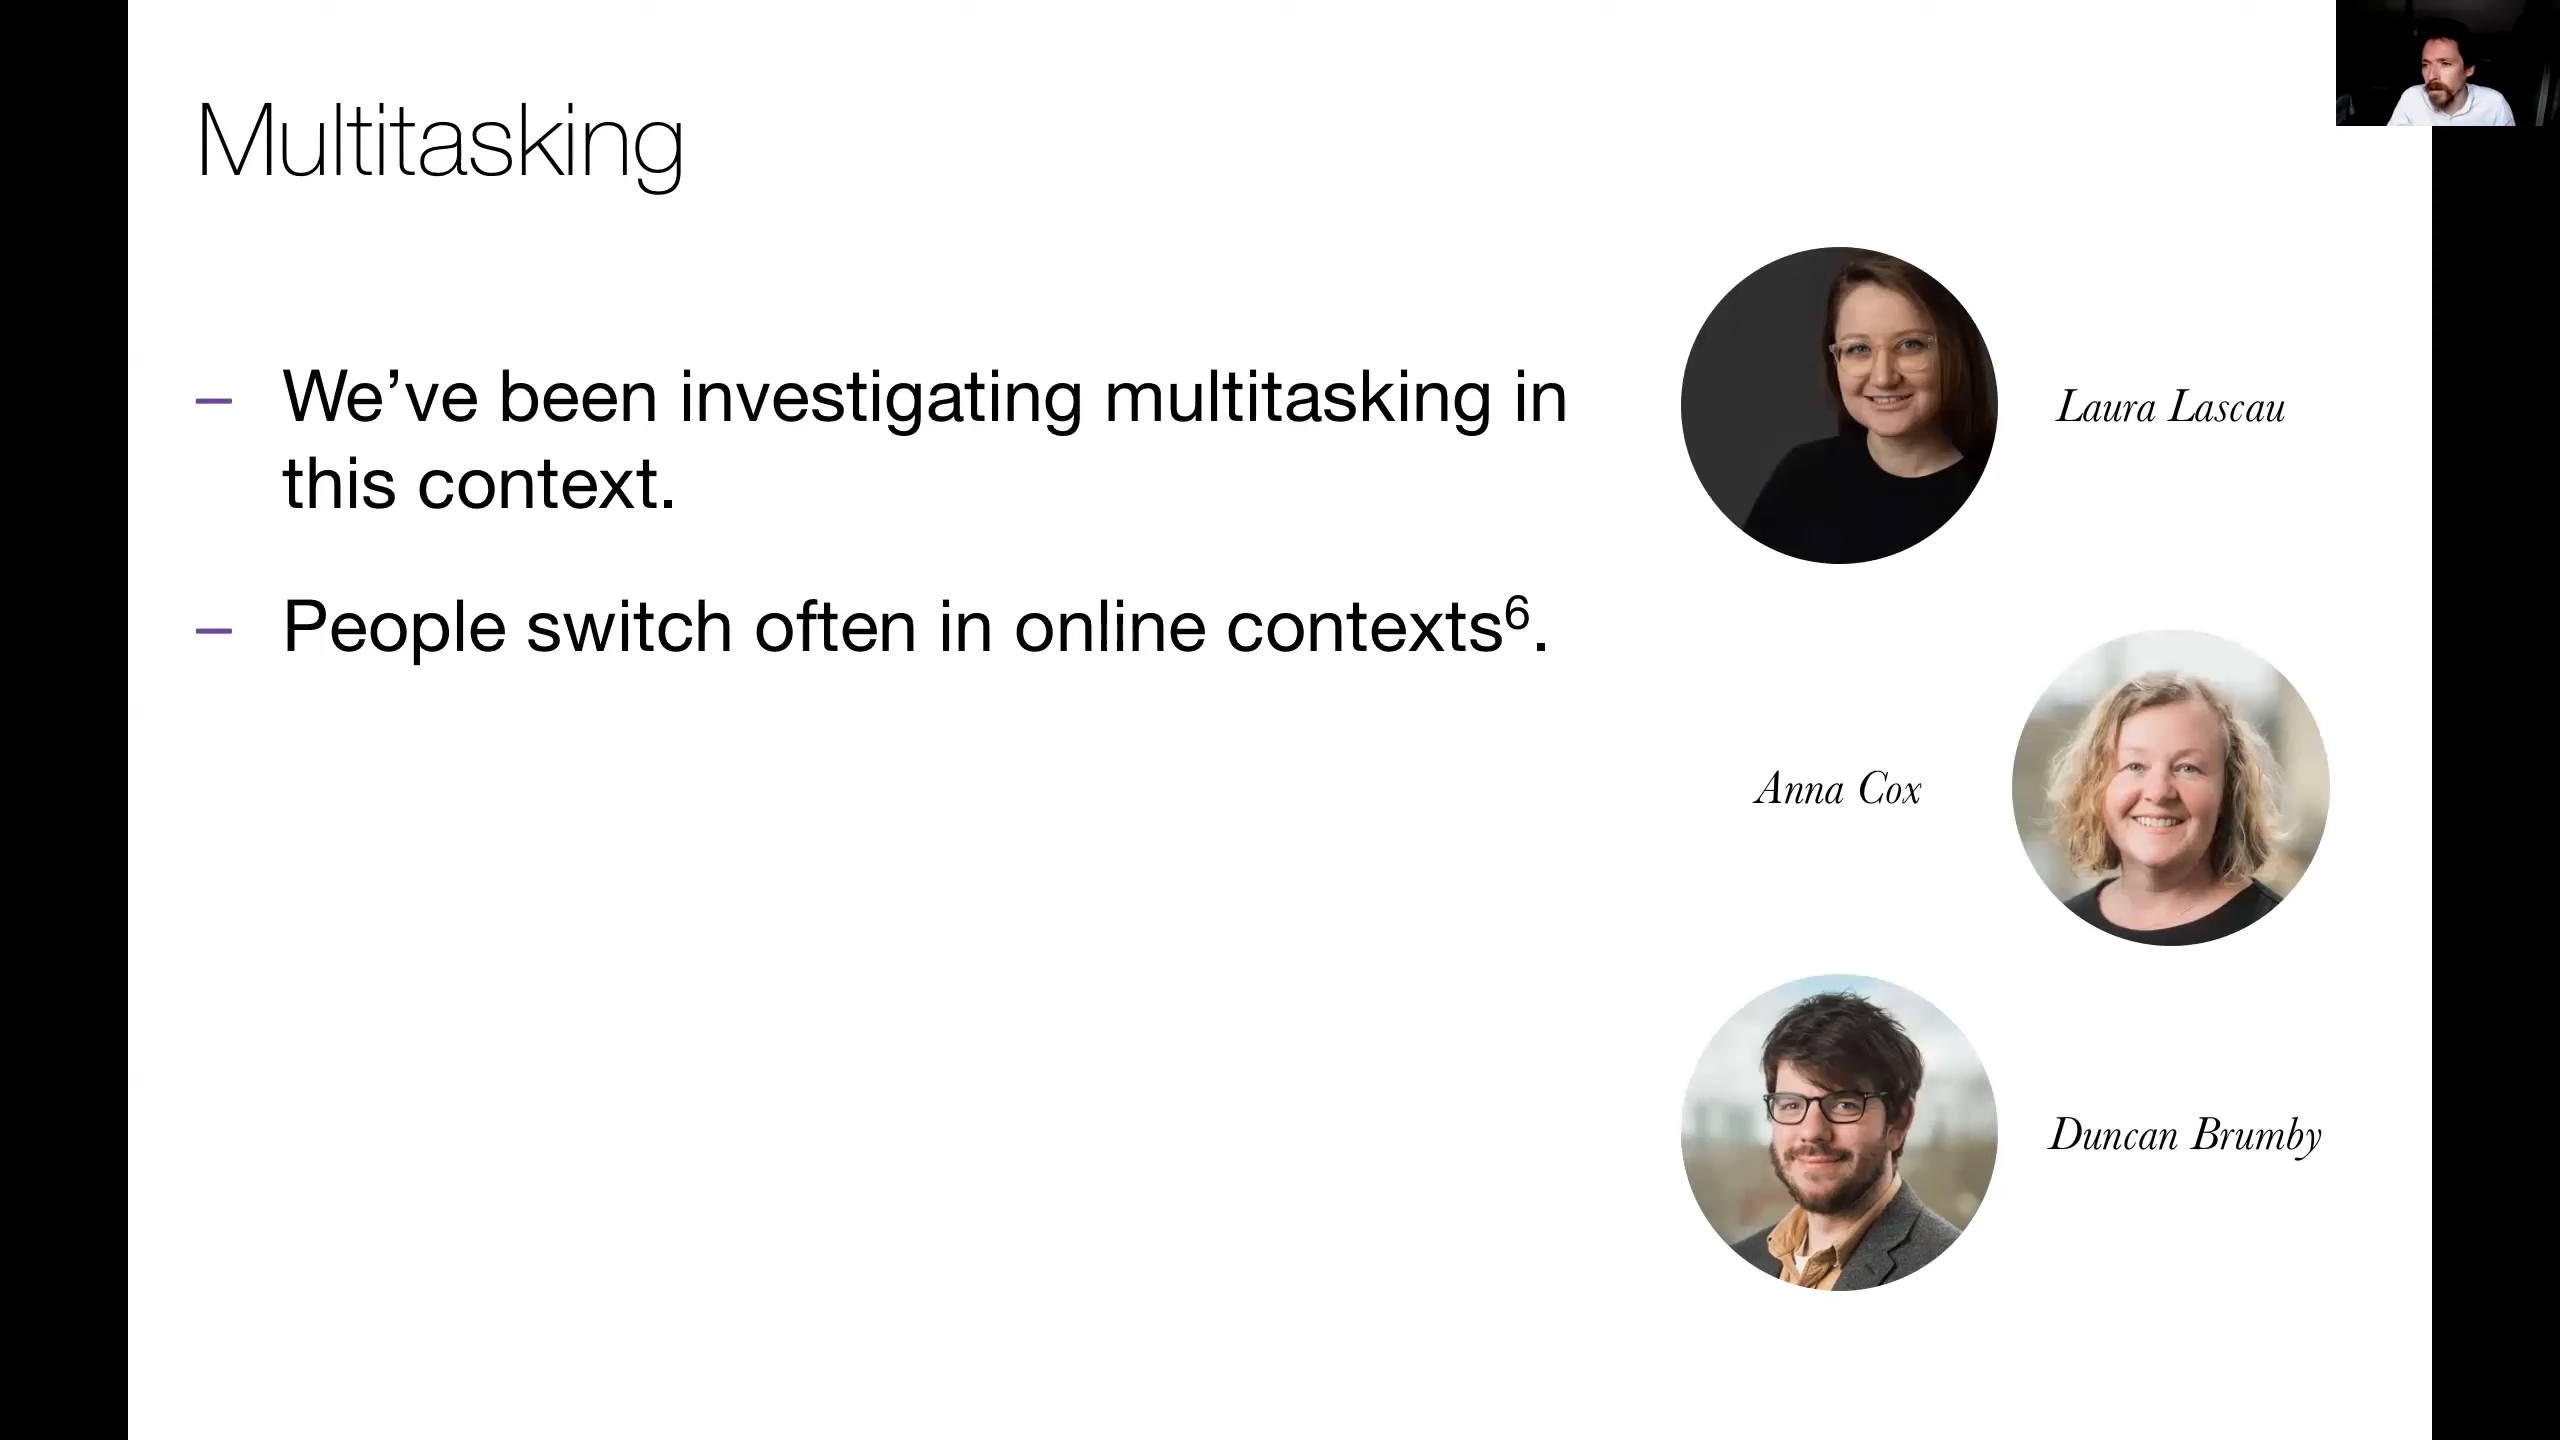 Multitasking
– We’ve been investigating multitasking in
this context.
– People switch often in online contexts⁶.
Laura Lascau
Anna Cox
Duncan Brumby